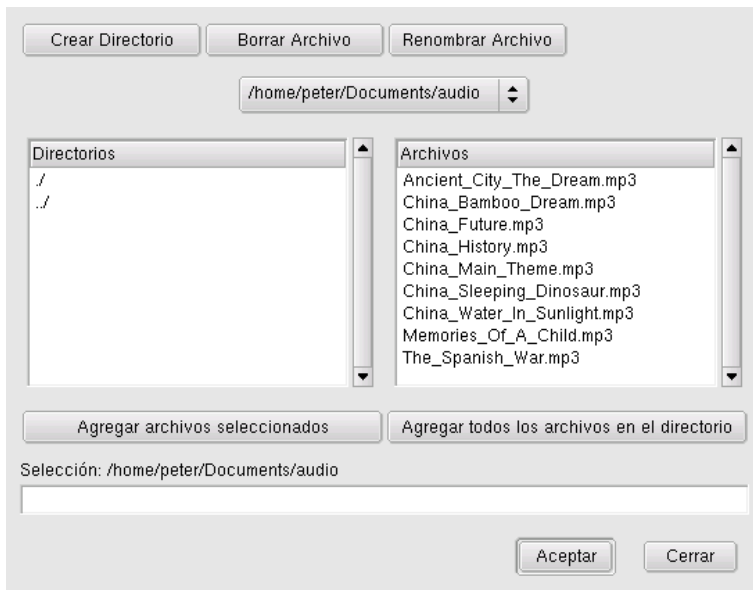 Crear Directorio
Borrar Archivo
Renombrar Archivo
/home/peter/Documents/audio
Directorios
./
../
Archivos
Ancient_City_The_Dream.mp3
China_Bamboo_Dream.mp3
China_Future.mp3
China_History.mp3
China_Main_Theme.mp3
China_Sleeping_Dinosaur.mp3
China_Water_In_Sunlight.mp3
Memories_Of_A_Child.mp3
The_Spanish_War.mp3
Agregar archivos seleccionados
Agregar todos los archivos en el directorio
Selección: /home/peter/Documents/audio
Aceptar
Cerrar